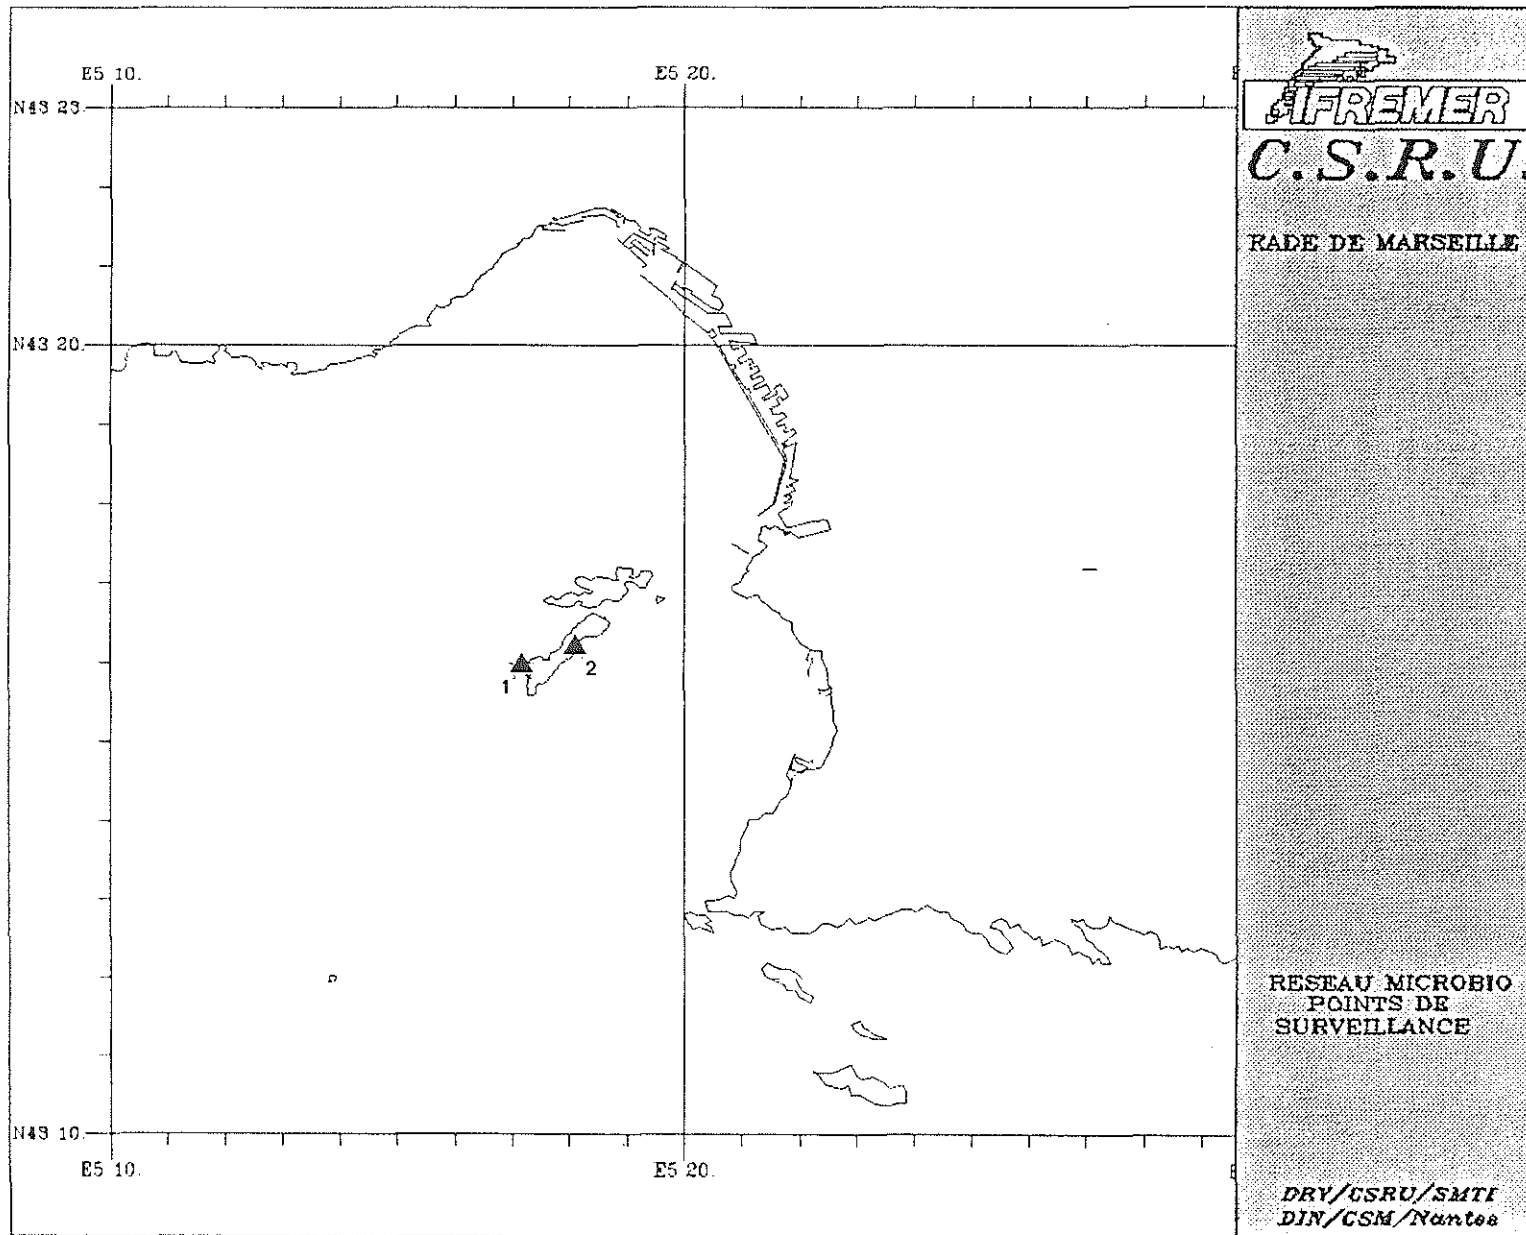 E5 10.
E5 20.
N43 23.
N43 20.
1
2
N43 10.
E5 10.
E5 20.
IFREMER
C.S.R.U.
RADE DE MARSEILLE
RESEAU MICROBIO
POINTS DE
SURVEILLANCE
DRV/CSRU/SMTI
DIN/CSM/Nantes